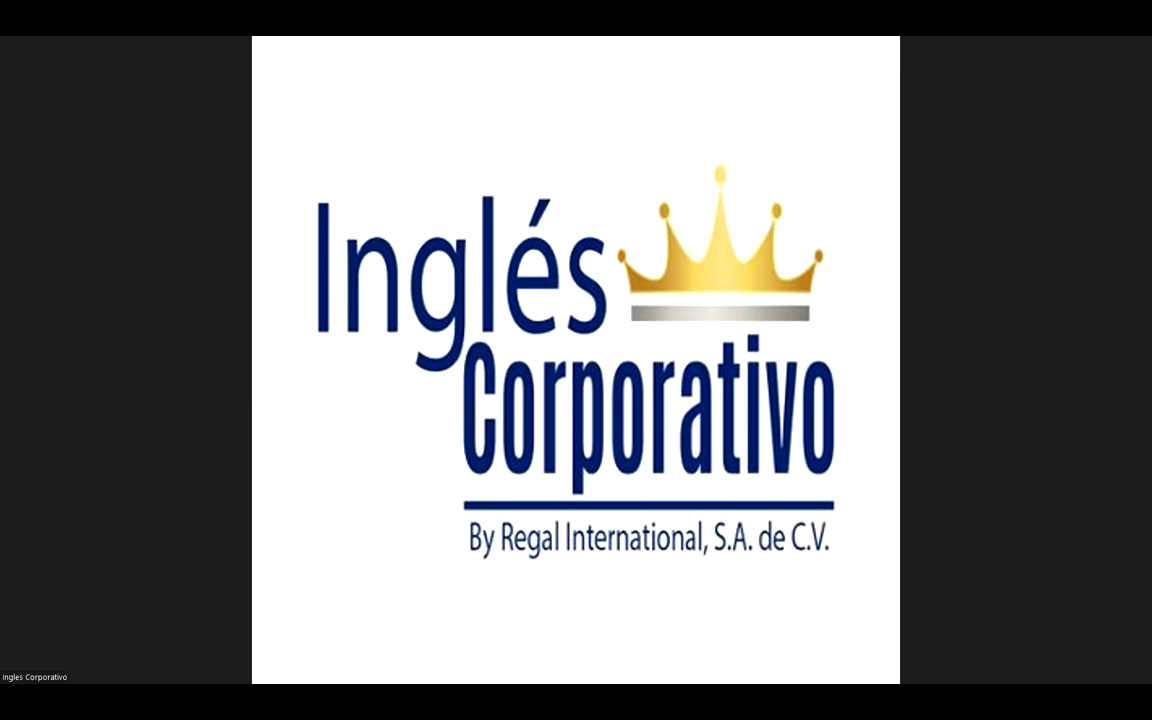 Inglés
Corporativo
By Regal International, S.A. de C.V.
Ingles Corporativo